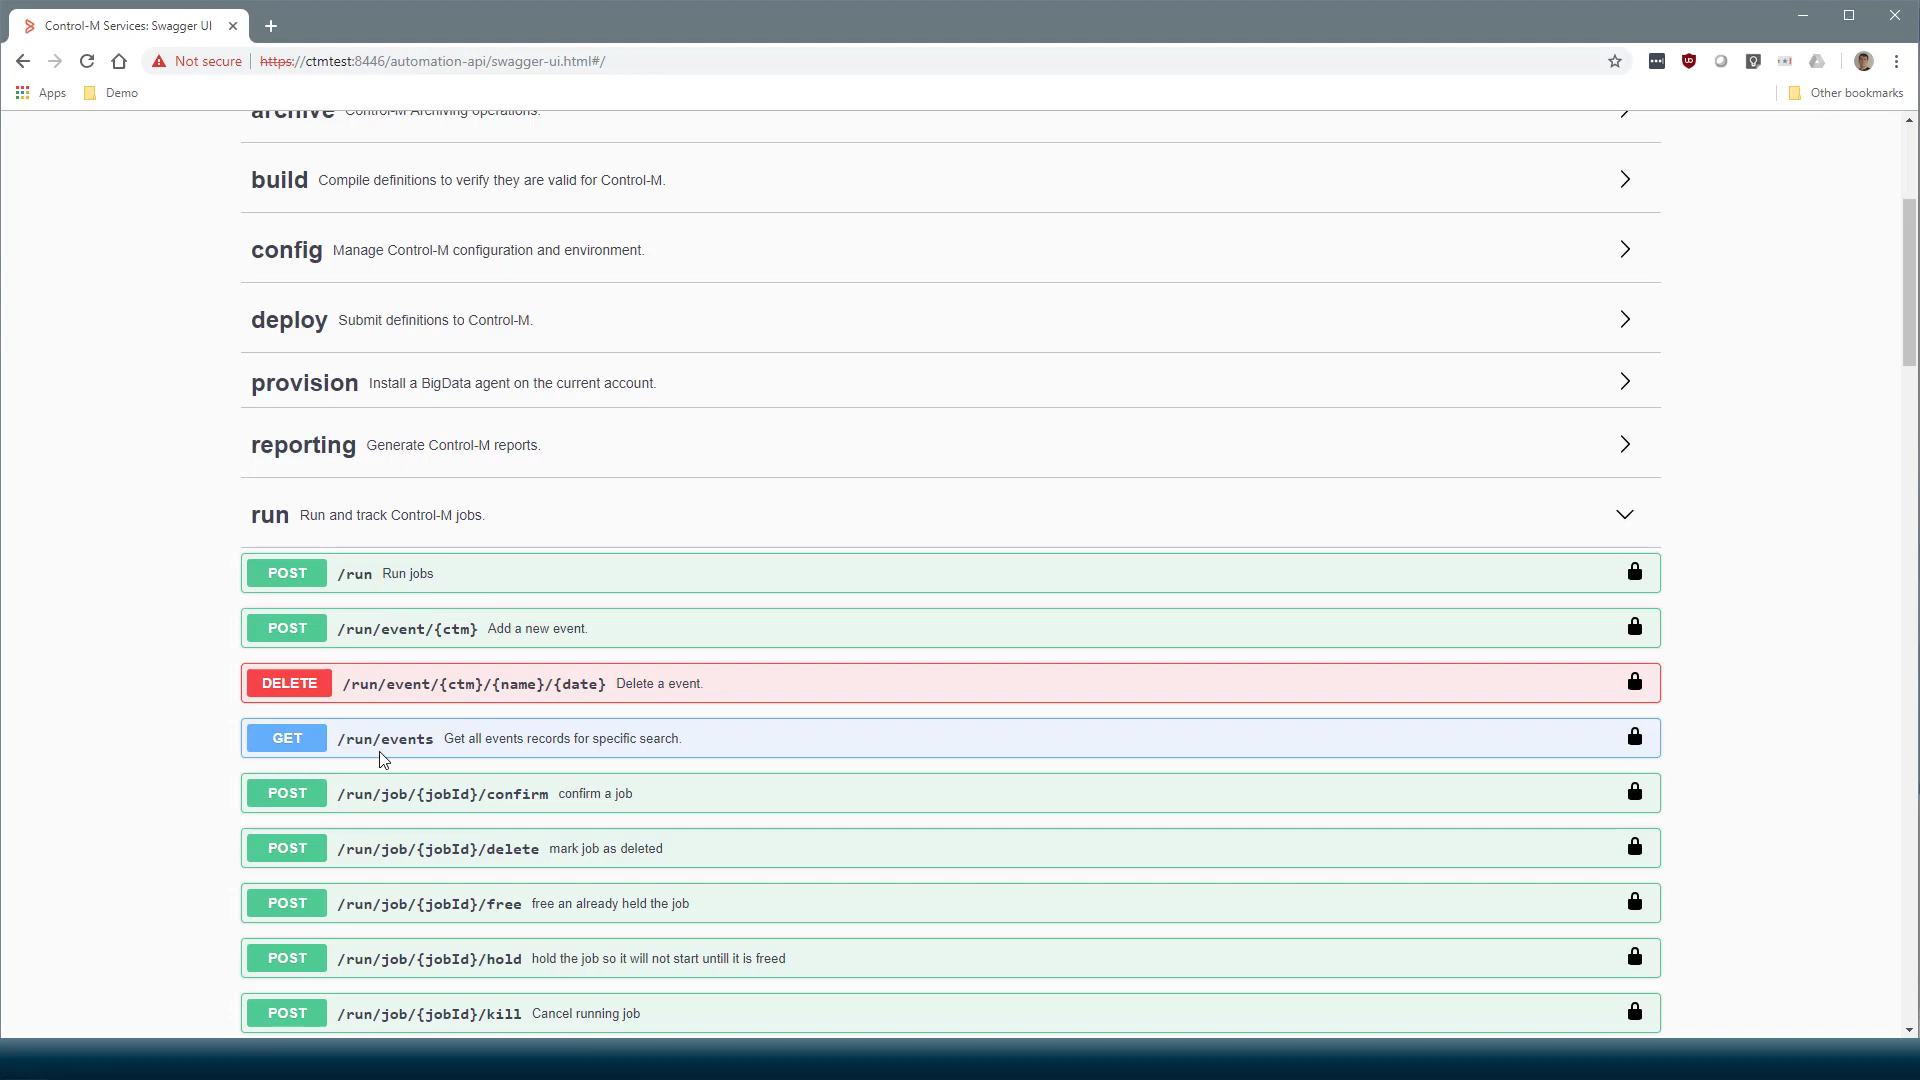 Control-M Services: Swagger UI
Not secure https://ctmtest:8446/automation-api/swagger-ui.html#/
Apps Demo Other bookmarks
archive Control-M Archiving operations.
build Compile definitions to verify they are valid for Control-M.
config Manage Control-M configuration and environment.
deploy Submit definitions to Control-M.
provision Install a BigData agent on the current account.
reporting Generate Control-M reports.
run Run and track Control-M jobs.
POST /run Run jobs
POST /run/event/{ctm} Add a new event.
DELETE /run/event/{ctm}/{name}/{date} Delete a event.
GET /run/events Get all events records for specific search.
POST /run/job/{jobId}/confirm confirm a job
POST /run/job/{jobId}/delete mark job as deleted
POST /run/job/{jobId}/free free an already held the job
POST /run/job/{jobId}/hold hold the job so it will not start untill it is freed
POST /run/job/{jobId}/kill Cancel running job